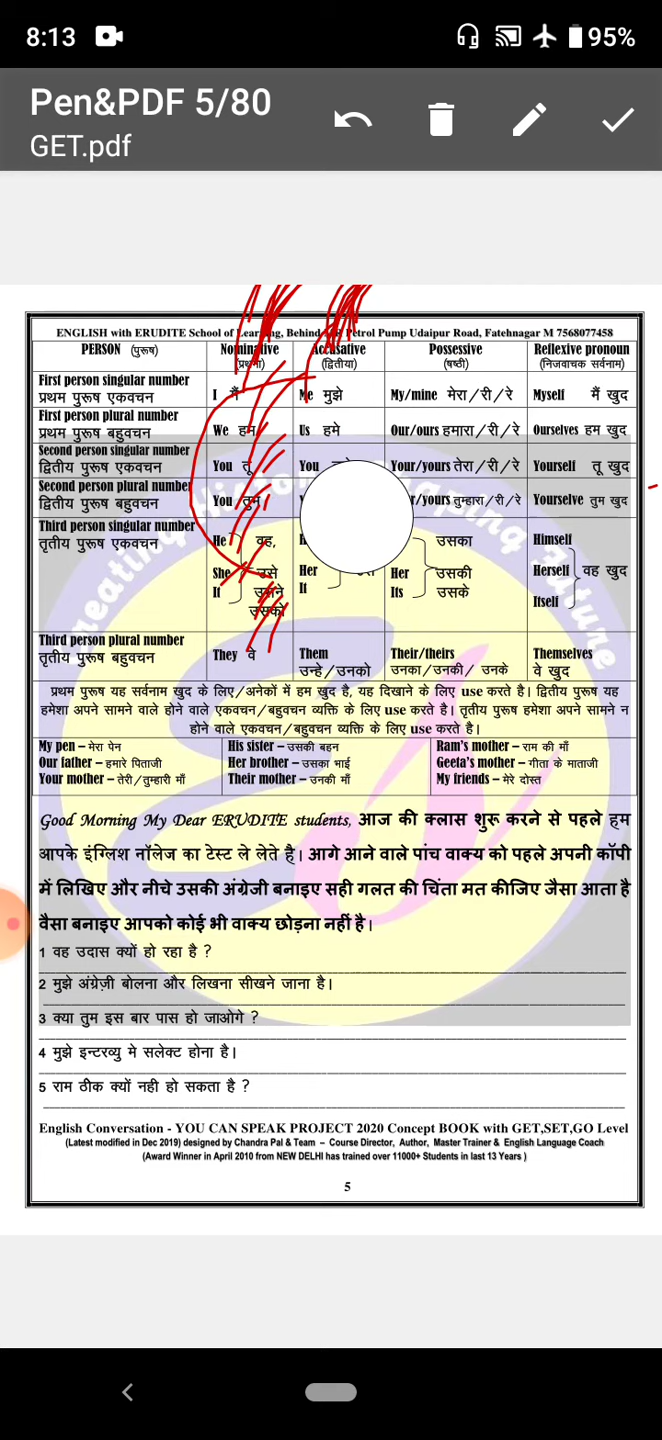 8:13
95%
Pen&PDF 5/80
GET.pdf
ENGLISH with ERUDITE School of Learning, Behind Petrol Pump Udaipur Road, Fatehnagar M 7568077458
PERSON (पुरूष) Nominative Accusative Possessive Reflexive pronoun
(प्रथमा) (द्वितीया) (षष्ठी) (निजवाचक सर्वनाम)
First person singular number
प्रथम पुरूष एकवचन I मैं Me मुझे My/mine मेरा/री/रे Myself मैं खुद
First person plural number
प्रथम पुरूष बहुवचन We हम Us हमे Our/ours हमारा/री/रे Ourselves हम खुद
Second person singular number
द्वितीय पुरूष एकवचन You तू You Your/yours तेरा/री/रे Yourself तू खुद
Second person plural number
द्वितीय पुरूष बहुवचन You तुम /yours तुम्हारा/री/रे Yourselve तुम खुद
Third person singular number
तृतीय पुरूष एकवचन He वह, उसका Himself
She उसे Her Her उसकी Herself वह खुद
It उसने It Its उसके Itself
उसको
Third person plural number
तृतीय पुरूष बहुवचन They वे Them Their/theirs Themselves
उन्हे/उनको उनका/उनकी/ उनके वे खुद
प्रथम पुरूष यह सर्वनाम खुद के लिए/अनेकों में हम खुद है, यह दिखाने के लिए use करते है। द्वितीय पुरूष यह
हमेशा अपने सामने वाले होने वाले एकवचन/बहुवचन व्यक्ति के लिए use करते है। तृतीय पुरूष हमेशा अपने सामने न
होने वाले एकवचन/बहुवचन व्यक्ति के लिए use करते है।
My pen – मेरा पेन His sister – उसकी बहन Ram's mother – राम की माँ
Our father – हमारे पिताजी Her brother – उसका भाई Geeta's mother – गीता के माताजी
Your mother – तेरी/तुम्हारी माँ Their mother – उनकी माँ My friends – मेरे दोस्त
Good Morning My Dear ERUDITE students, आज की क्लास शुरू करने से पहले हम
आपके इंग्लिश नॉलेज का टेस्ट ले लेते है। आगे आने वाले पांच वाक्य को पहले अपनी कॉपी
में लिखिए और नीचे उसकी अंग्रेजी बनाइए सही गलत की चिंता मत कीजिए जैसा आता है
वैसा बनाइए आपको कोई भी वाक्य छोड़ना नहीं है।
1 वह उदास क्यों हो रहा है ?
2 मुझे अंग्रेज़ी बोलना और लिखना सीखने जाना है।
3 क्या तुम इस बार पास हो जाओगे ?
4 मुझे इन्टरव्यु मे सलेक्ट होना है।
5 राम ठीक क्यों नही हो सकता है ?
English Conversation - YOU CAN SPEAK PROJECT 2020 Concept BOOK with GET,SET,GO Level
(Latest modified in Dec 2019) designed by Chandra Pal & Team – Course Director, Author, Master Trainer & English Language Coach
(Award Winner in April 2010 from NEW DELHI has trained over 11000+ Students in last 13 Years )
5